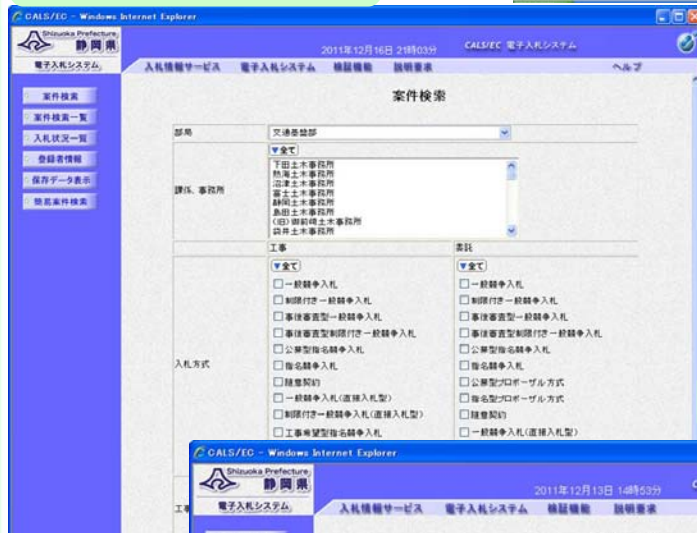 CALS/EC - Windows Internet Explorer
Shizuoka Prefecture
静岡県
2011年12月16日 21時03分
CALS/EC 電子入札システム
電子入札システム
入札情報サービス 電子入札システム 検証機能 説明要求 ヘルプ
案件検索
案件検索一覧
入札状況一覧
登録者情報
保存データ表示
簡易案件検索
案件検索
部局 交通基盤部
▼全て
課係、事務所
下田土木事務所
熱海土木事務所
沼津土木事務所
富士土木事務所
静岡土木事務所
島田土木事務所
(旧)御前崎土木事務所
袋井土木事務所
工事 委託
入札方式
▼全て
一般競争入札
制限付き一般競争入札
事後審査型一般競争入札
事後審査型制限付き一般競争入札
公募型指名競争入札
指名競争入札
随意契約
一般競争入札(直接入札型)
制限付き一般競争入札(直接入札型)
工事希望型指名競争入札
▼全て
一般競争入札
制限付き一般競争入札
事後審査型一般競争入札
事後審査型制限付き一般競争入札
公募型指名競争入札
指名競争入札
公募型プロポーザル方式
指名型プロポーザル方式
随意契約
一般競争入札(直接入札型)
CALS/EC - Windows Internet Explorer
Shizuoka Prefecture
静岡県
2011年12月13日 14時53分
電子入札システム
入札情報サービス 電子入札システム 検証機能 説明要求